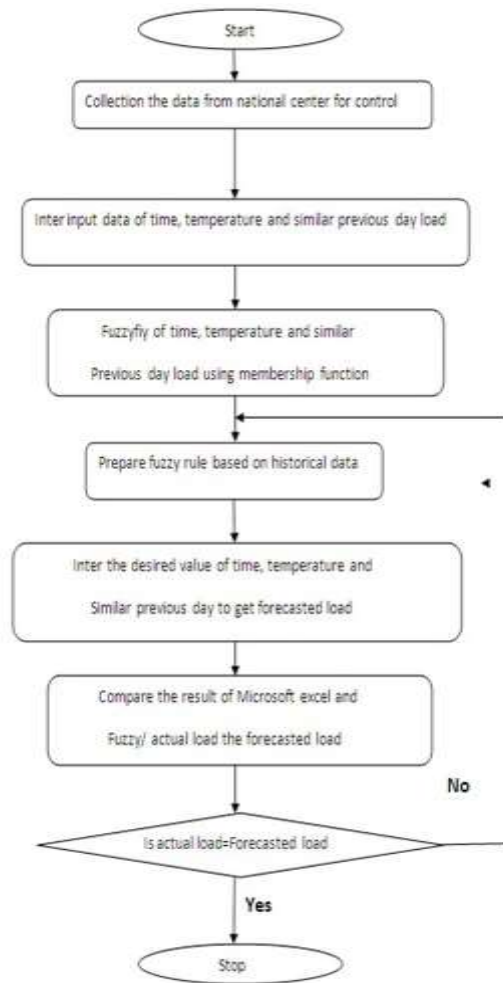 Start
Collection the data from national center for control
Inter input data of time, temperature and similar previous day load
Fuzzyfiy of time, temperature and similar
Previous day load using membership function
Prepare fuzzy rule based on historical data
Inter the desired value of time, temperature and
Similar previous day to get forecasted load
Compare the result of Microsoft excel and
Fuzzy/ actual load the forecasted load
No
Is actual load=Forecasted load
Yes
Stop